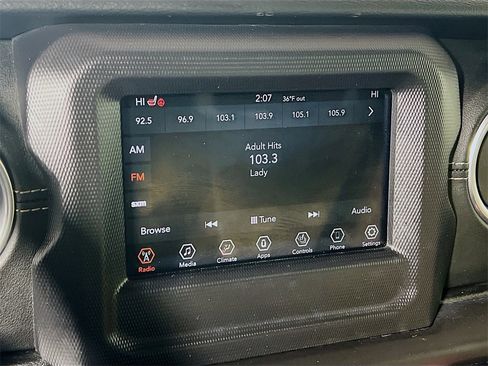 HI 2:07 36°F out HI
92.5 96.9 103.1 103.9 105.1 105.9
AM
Adult Hits
103.3
FM
Lady
SXM
Browse Tune Audio
Radio Media Climate Apps Controls Phone Settings